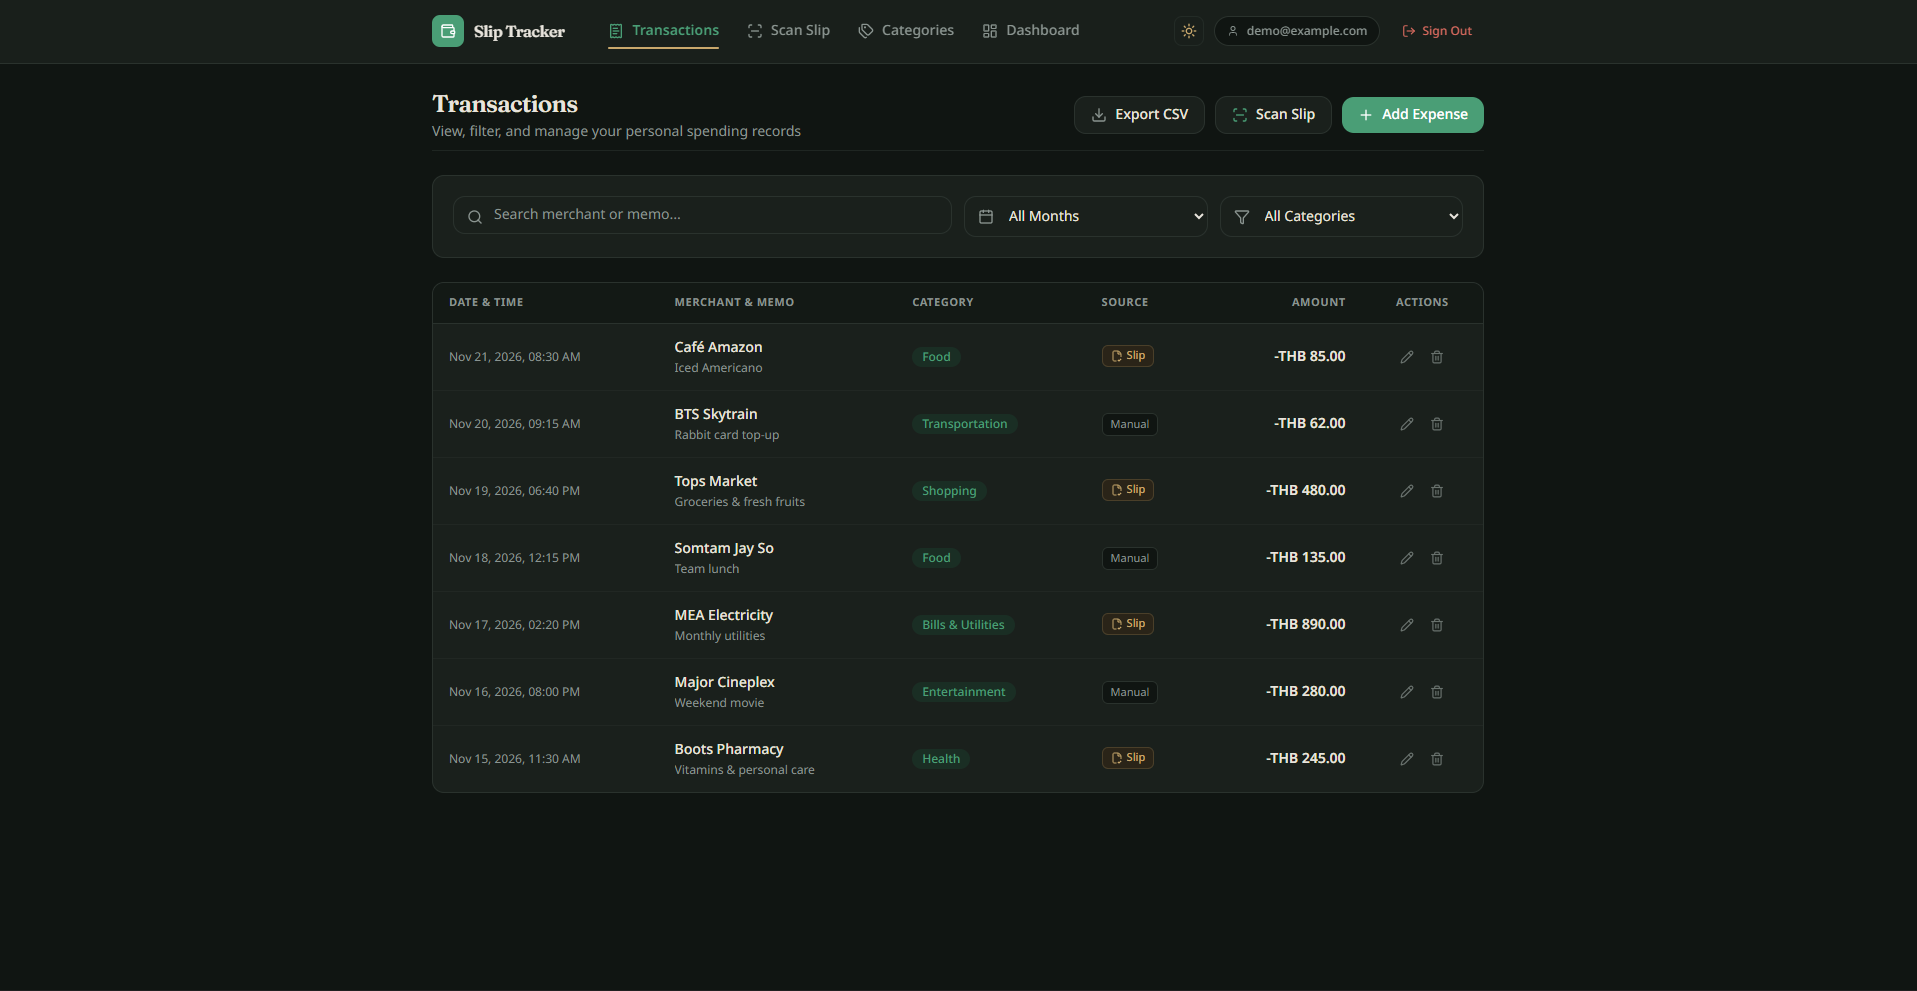 Slip Tracker
Transactions
Scan Slip
Categories
Dashboard
demo@example.com
Sign Out
Transactions
View, filter, and manage your personal spending records
Export CSV
Scan Slip
Add Expense
Search merchant or memo...
All Months
All Categories
DATE & TIME MERCHANT & MEMO CATEGORY SOURCE AMOUNT ACTIONS
Nov 21, 2026, 08:30 AM
Café Amazon
Iced Americano
Food
Slip
-THB 85.00
Nov 20, 2026, 09:15 AM
BTS Skytrain
Rabbit card top-up
Transportation
Manual
-THB 62.00
Nov 19, 2026, 06:40 PM
Tops Market
Groceries & fresh fruits
Shopping
Slip
-THB 480.00
Nov 18, 2026, 12:15 PM
Somtam Jay So
Team lunch
Food
Manual
-THB 135.00
Nov 17, 2026, 02:20 PM
MEA Electricity
Monthly utilities
Bills & Utilities
Slip
-THB 890.00
Nov 16, 2026, 08:00 PM
Major Cineplex
Weekend movie
Entertainment
Manual
-THB 280.00
Nov 15, 2026, 11:30 AM
Boots Pharmacy
Vitamins & personal care
Health
Slip
-THB 245.00